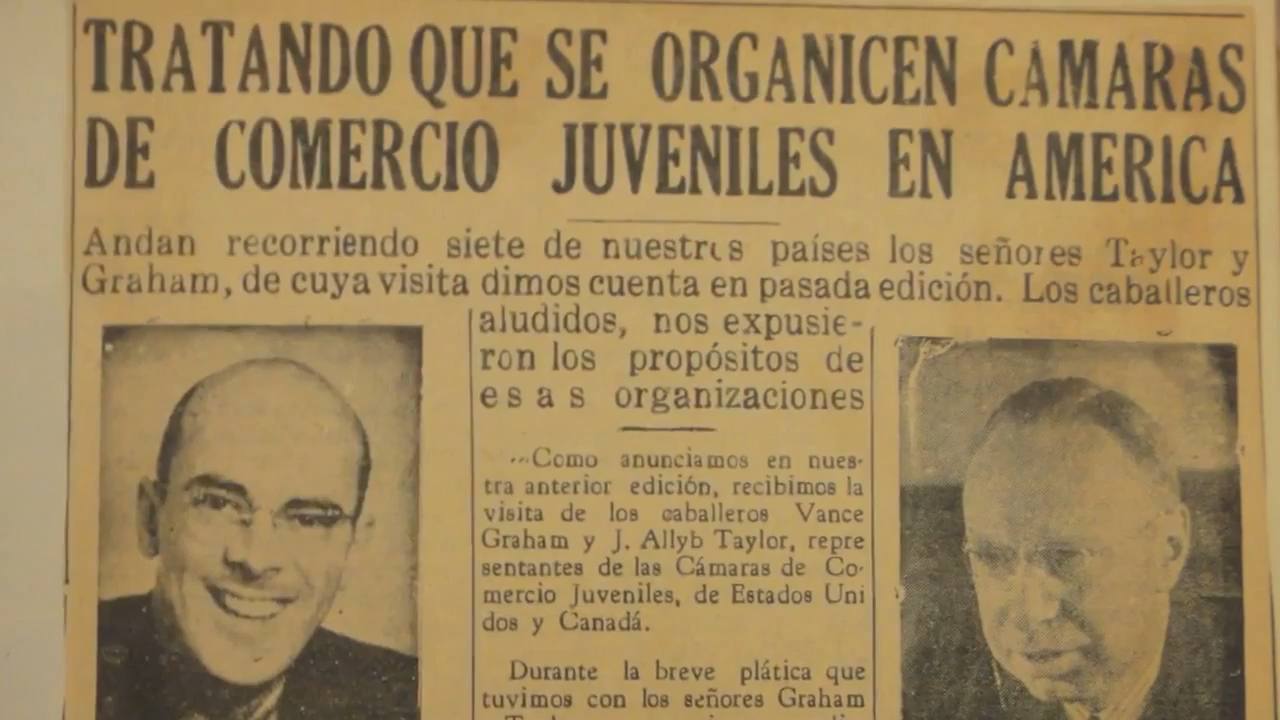 TRATANDO QUE SE ORGANICEN CAMARAS
DE COMERCIO JUVENILES EN AMERICA
Andan recorriendo siete de nuestros países los señores Taylor y
Graham, de cuya visita dimos cuenta en pasada edición. Los caballeros
aludidos, nos expusie-
ron los propósitos de
esas organizaciones
...Como anunciamos en nues-
tra anterior edición, recibimos la
visita de los caballeros Vance
Graham y J. Allyb Taylor, repre
sentantes de las Cámaras de Co-
mercio Juveniles, de Estados Uni
dos y Canadá.
Durante la breve plática que
tuvimos con los señores Graham